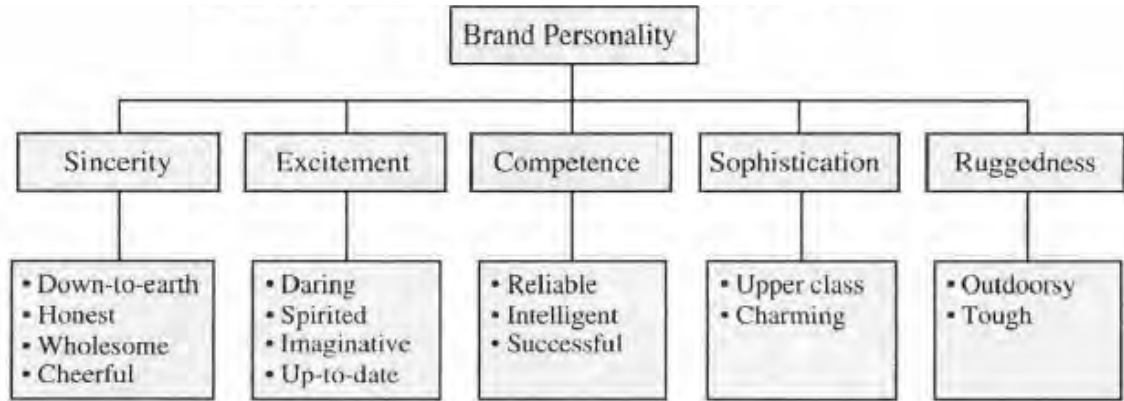 Brand Personality
Sincerity
Excitement
Competence
Sophistication
Ruggedness
• Down-to-earth
• Honest
• Wholesome
• Cheerful
• Daring
• Spirited
• Imaginative
• Up-to-date
• Reliable
• Intelligent
• Successful
• Upper class
• Charming
• Outdoorsy
• Tough